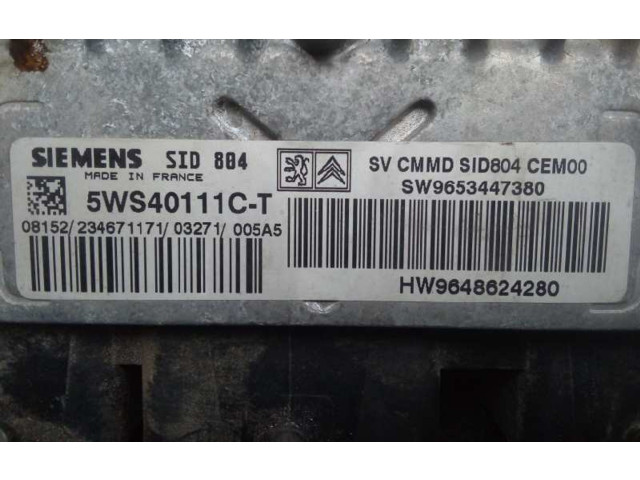 SIEMENS SID 804
MADE IN FRANCE
5WS40111C-T
08152/ 234671171/ 03271/ 005A5
SV CMMD SID804 CEM00
SW9653447380
HW9648624280